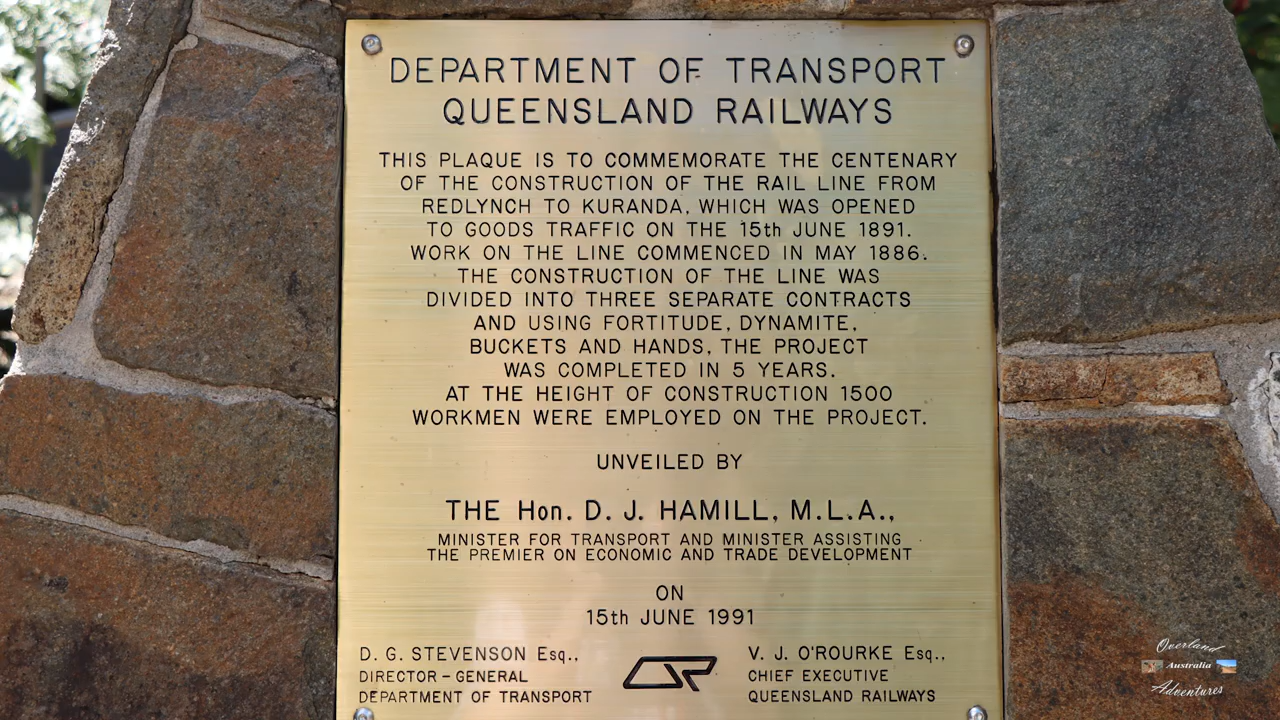 DEPARTMENT OF TRANSPORT
QUEENSLAND RAILWAYS
THIS PLAQUE IS TO COMMEMORATE THE CENTENARY
OF THE CONSTRUCTION OF THE RAIL LINE FROM
REDLYNCH TO KURANDA, WHICH WAS OPENED
TO GOODS TRAFFIC ON THE 15th JUNE 1891.
WORK ON THE LINE COMMENCED IN MAY 1886.
THE CONSTRUCTION OF THE LINE WAS
DIVIDED INTO THREE SEPARATE CONTRACTS
AND USING FORTITUDE, DYNAMITE,
BUCKETS AND HANDS, THE PROJECT
WAS COMPLETED IN 5 YEARS.
AT THE HEIGHT OF CONSTRUCTION 1500
WORKMEN WERE EMPLOYED ON THE PROJECT.
UNVEILED BY
THE Hon. D. J. HAMILL, M.L.A.,
MINISTER FOR TRANSPORT AND MINISTER ASSISTING
THE PREMIER ON ECONOMIC AND TRADE DEVELOPMENT
ON
15th JUNE 1991
D. G. STEVENSON Esq.,
DIRECTOR - GENERAL
DEPARTMENT OF TRANSPORT
QR
V. J. O'ROURKE Esq.,
CHIEF EXECUTIVE
QUEENSLAND RAILWAYS
Overland
Australia
Adventures